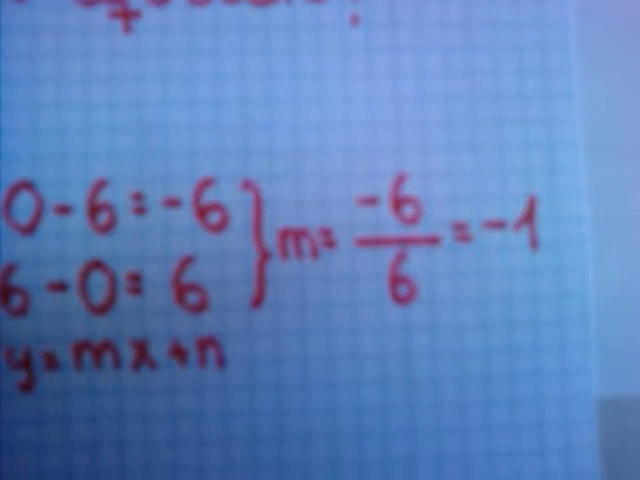 0-6=-6
6-0=6 } m= -6/6 = -1
y=mx+n